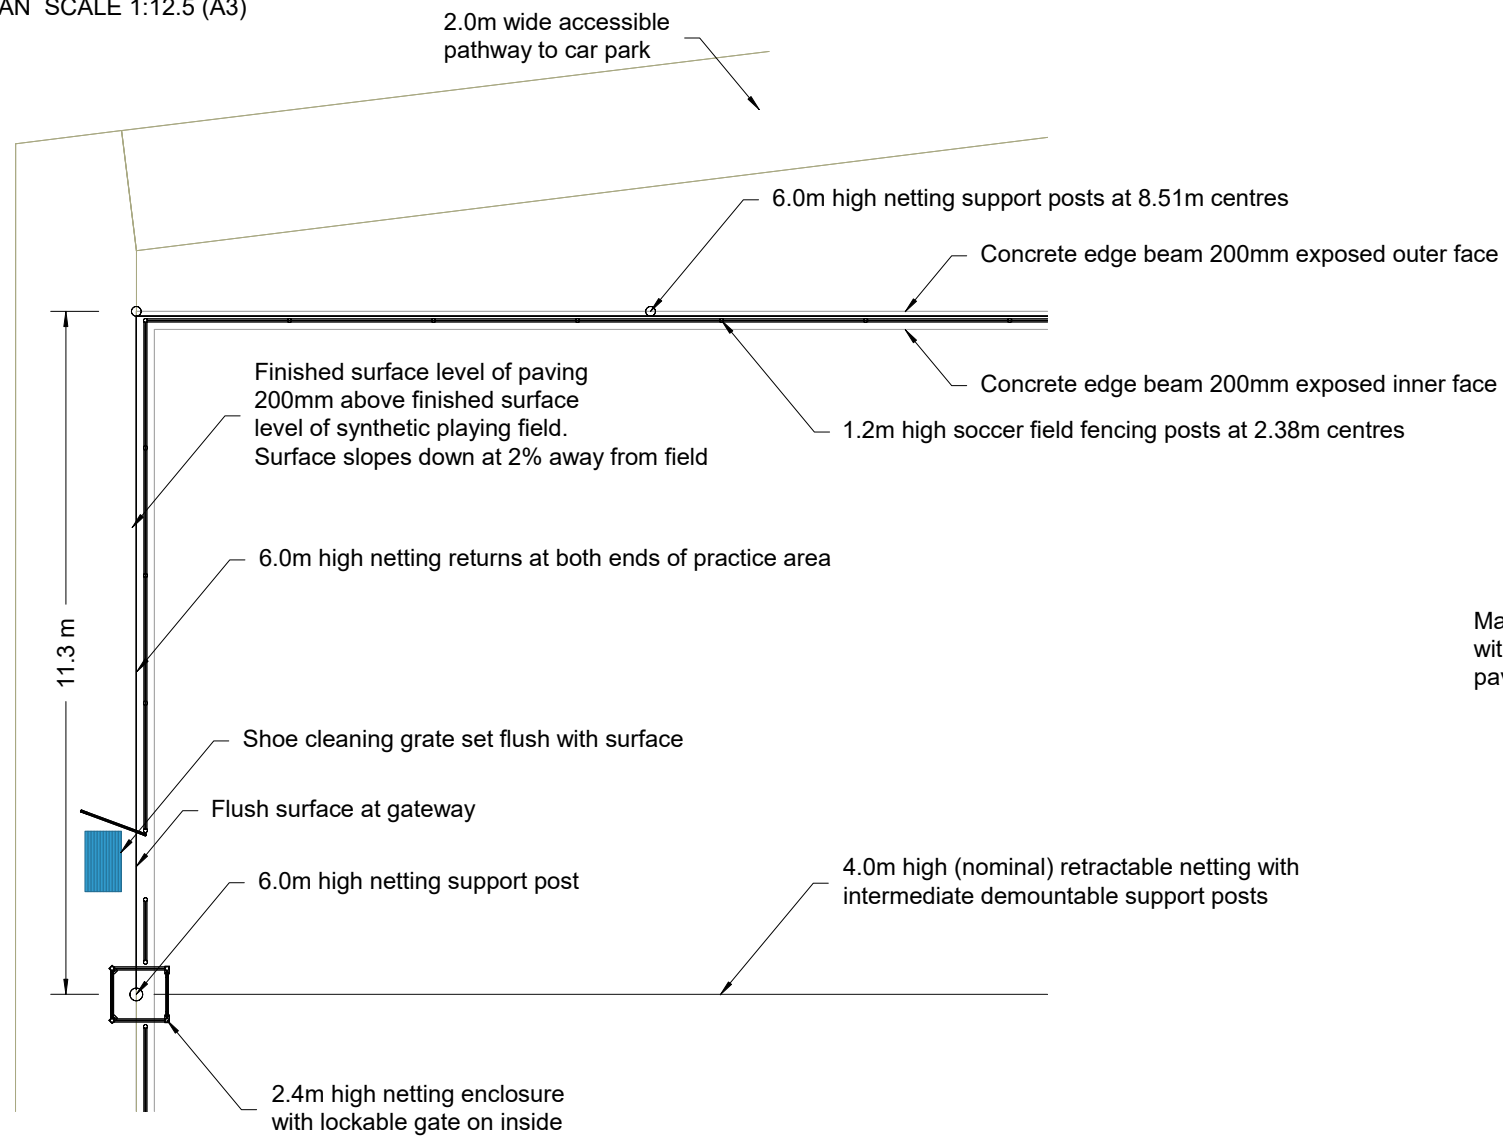 AN SCALE 1:12.5 (A3)
2.0m wide accessible
pathway to car park
6.0m high netting support posts at 8.51m centres
Concrete edge beam 200mm exposed outer face
Finished surface level of paving
200mm above finished surface
level of synthetic playing field.
Surface slopes down at 2% away from field
Concrete edge beam 200mm exposed inner face
1.2m high soccer field fencing posts at 2.38m centres
6.0m high netting returns at both ends of practice area
11.3 m
Ma
wit
pav
Shoe cleaning grate set flush with surface
Flush surface at gateway
6.0m high netting support post
4.0m high (nominal) retractable netting with
intermediate demountable support posts
2.4m high netting enclosure
with lockable gate on inside